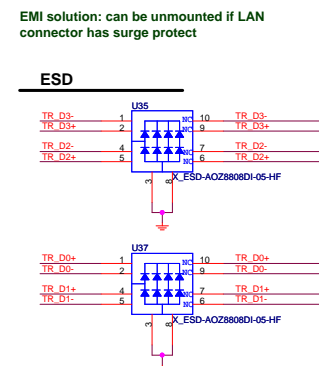 EMI solution: can be unmounted if LAN
connector has surge protect
ESD
U35
TR_D3- 1 NC 10 TR_D3-
TR_D3+ 2 NC 9 TR_D3+
TR_D2- 4 NC 7 TR_D2-
TR_D2+ 5 NC 6 TR_D2+
3 8 X_ESD-AOZ8808DI-05-HF
U37
TR_D0+ 1 NC 10 TR_D0+
TR_D0- 2 NC 9 TR_D0-
TR_D1+ 4 NC 7 TR_D1+
TR_D1- 5 NC 6 TR_D1-
3 8 X_ESD-AOZ8808DI-05-HF